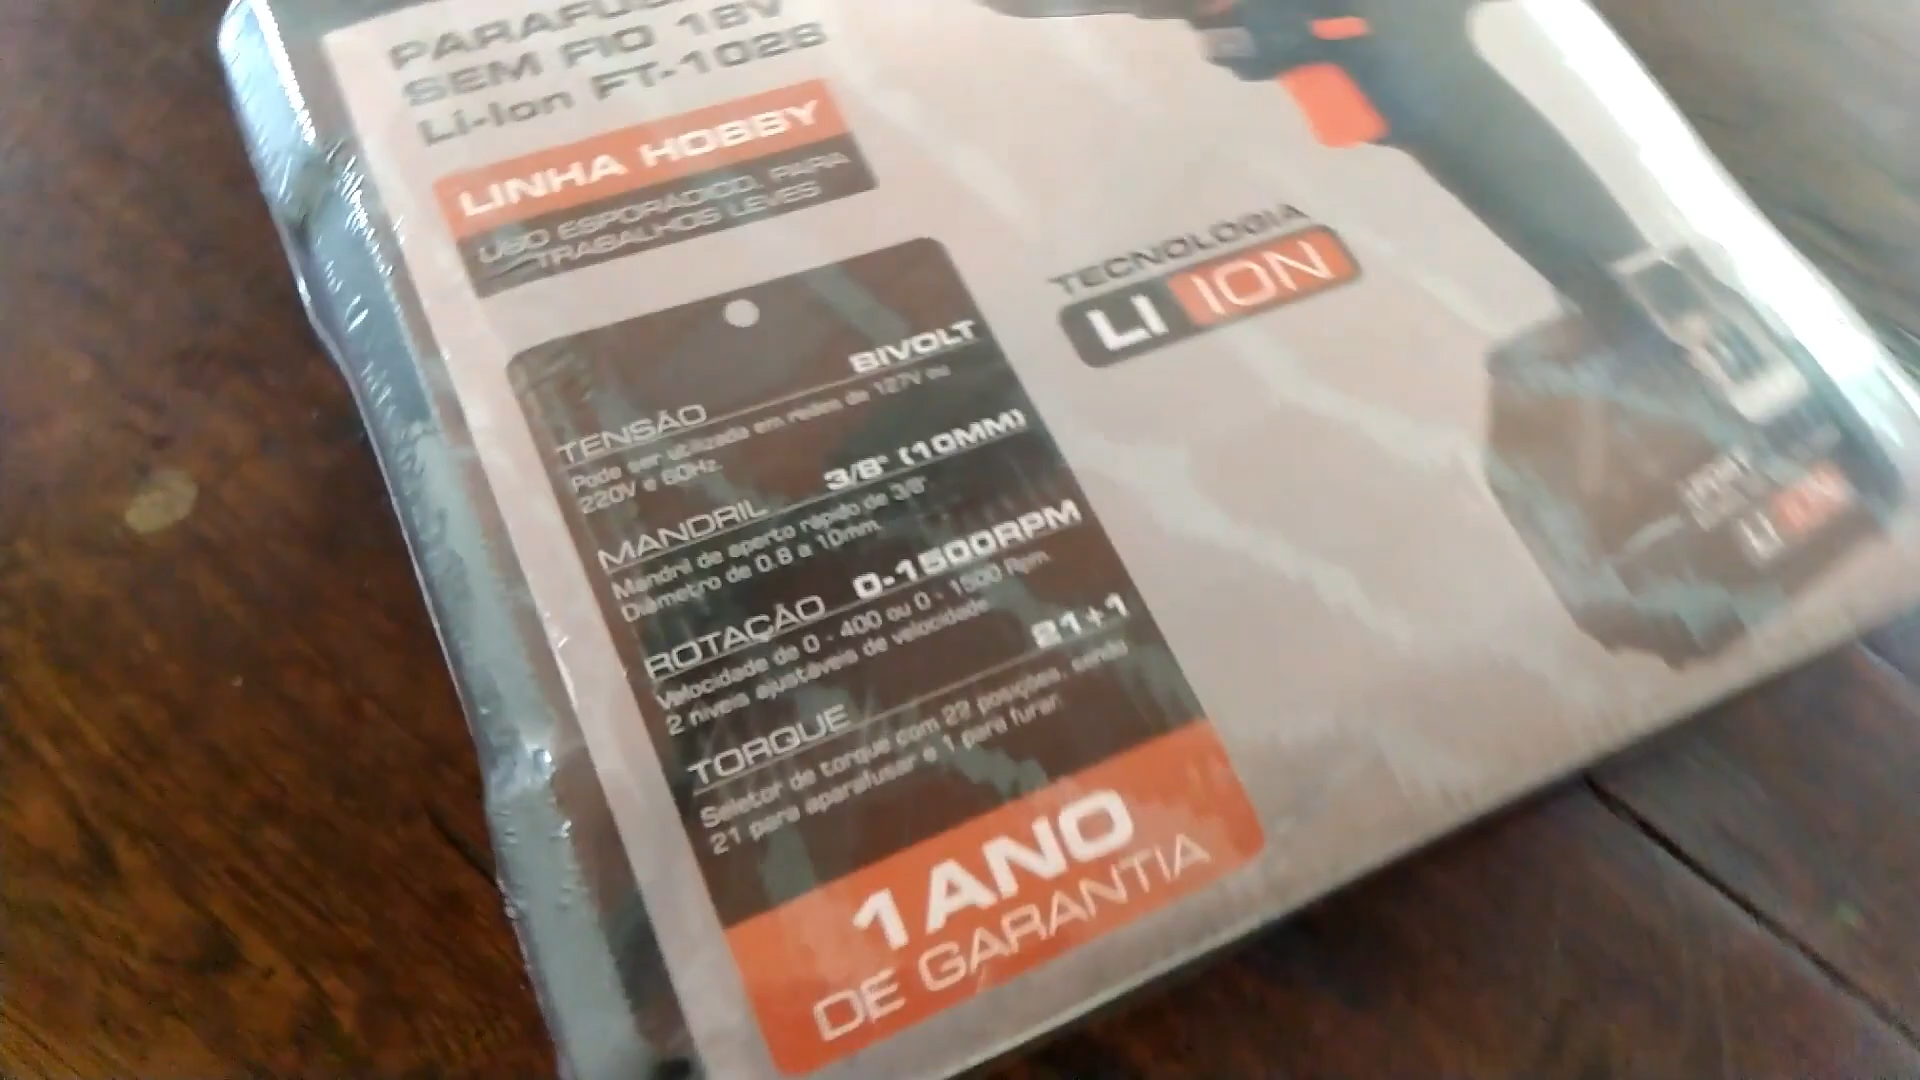 SEM FIO 18V
Li-Ion FT-1028
LINHA HOBBY
USO ESPORÁDICO, PARA
TRABALHOS LEVES
TECNOLOGIA
LI ION
TENSÃO BIVOLT
Pode ser utilizada em redes de 127V ou
220V e 60Hz.
MANDRIL 3/8" (10MM)
Mandril de aperto rápido de 3/8"
Diâmetro de 0.8 a 10mm.
ROTAÇÃO 0-1500RPM
Velocidade de 0 - 400 ou 0 - 1500 Rpm.
2 níveis ajustáveis de velocidade
TORQUE 21+1
Seletor de torque com 22 posições, sendo
21 para aparafusar e 1 para furar.
1 ANO
DE GARANTIA
LI ION